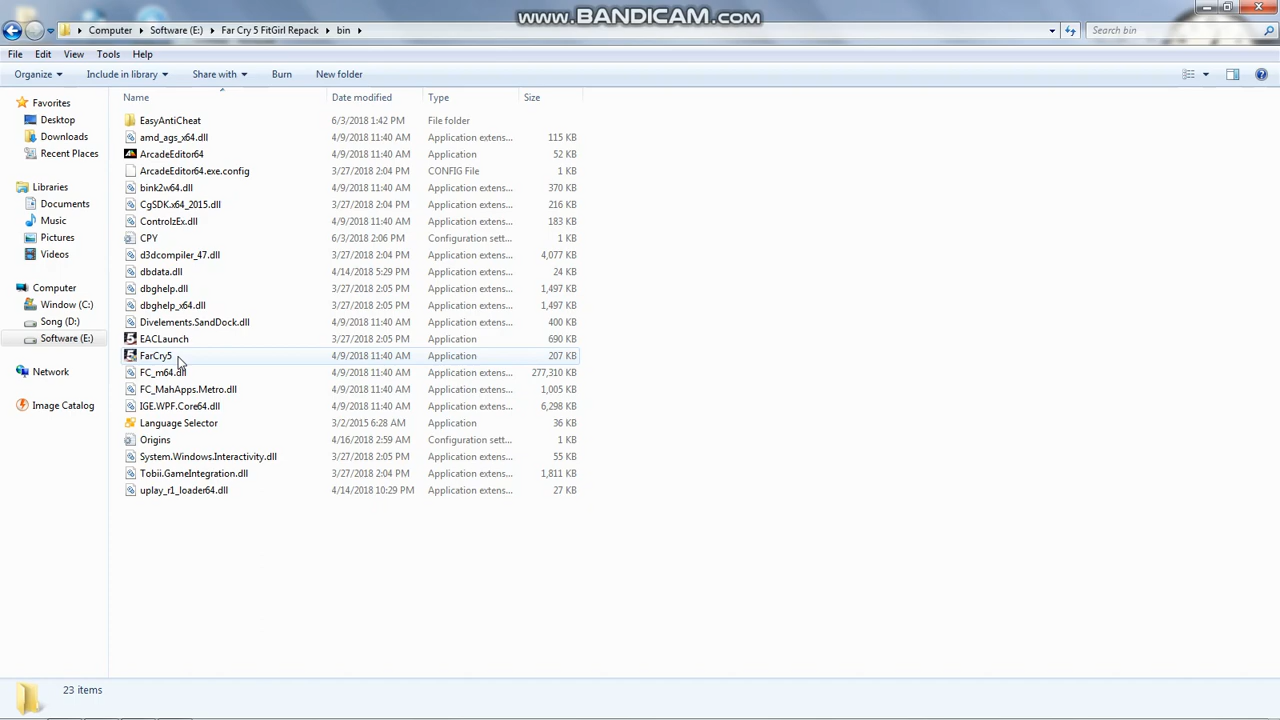 www.BANDICAM.com
Computer Software (E:) Far Cry 5 FitGirl Repack bin Search bin
File Edit View Tools Help
Organize Include in library Share with Burn New folder
Name Date modified Type Size
Favorites
Desktop
Downloads
Recent Places
Libraries
Documents
Music
Pictures
Videos
Computer
Window (C:)
Song (D:)
Software (E:)
Network
Image Catalog
EasyAntiCheat 6/3/2018 1:42 PM File folder
amd_ags_x64.dll 4/9/2018 11:40 AM Application extens... 115 KB
ArcadeEditor64 4/9/2018 11:40 AM Application 52 KB
ArcadeEditor64.exe.config 3/27/2018 2:04 PM CONFIG File 1 KB
bink2w64.dll 4/9/2018 11:40 AM Application extens... 370 KB
CgSDK.x64_2015.dll 3/27/2018 2:04 PM Application extens... 216 KB
ControlzEx.dll 4/9/2018 11:40 AM Application extens... 183 KB
CPY 6/3/2018 2:06 PM Configuration sett... 1 KB
d3dcompiler_47.dll 3/27/2018 2:04 PM Application extens... 4,077 KB
dbdata.dll 4/14/2018 5:29 PM Application extens... 24 KB
dbghelp.dll 3/27/2018 2:05 PM Application extens... 1,497 KB
dbghelp_x64.dll 3/27/2018 2:05 PM Application extens... 1,497 KB
Divelements.SandDock.dll 4/9/2018 11:40 AM Application extens... 400 KB
EACLaunch 3/27/2018 2:05 PM Application 690 KB
FarCry5 4/9/2018 11:40 AM Application 207 KB
FC_m64.dll 4/9/2018 11:40 AM Application extens... 277,310 KB
FC_MahApps.Metro.dll 4/9/2018 11:40 AM Application extens... 1,005 KB
IGE.WPF.Core64.dll 4/9/2018 11:40 AM Application extens... 6,298 KB
Language Selector 3/2/2015 6:28 AM Application 36 KB
Origins 4/16/2018 2:59 AM Configuration sett... 1 KB
System.Windows.Interactivity.dll 3/27/2018 2:05 PM Application extens... 55 KB
Tobii.GameIntegration.dll 3/27/2018 2:04 PM Application extens... 1,811 KB
uplay_r1_loader64.dll 4/14/2018 10:29 PM Application extens... 27 KB
23 items